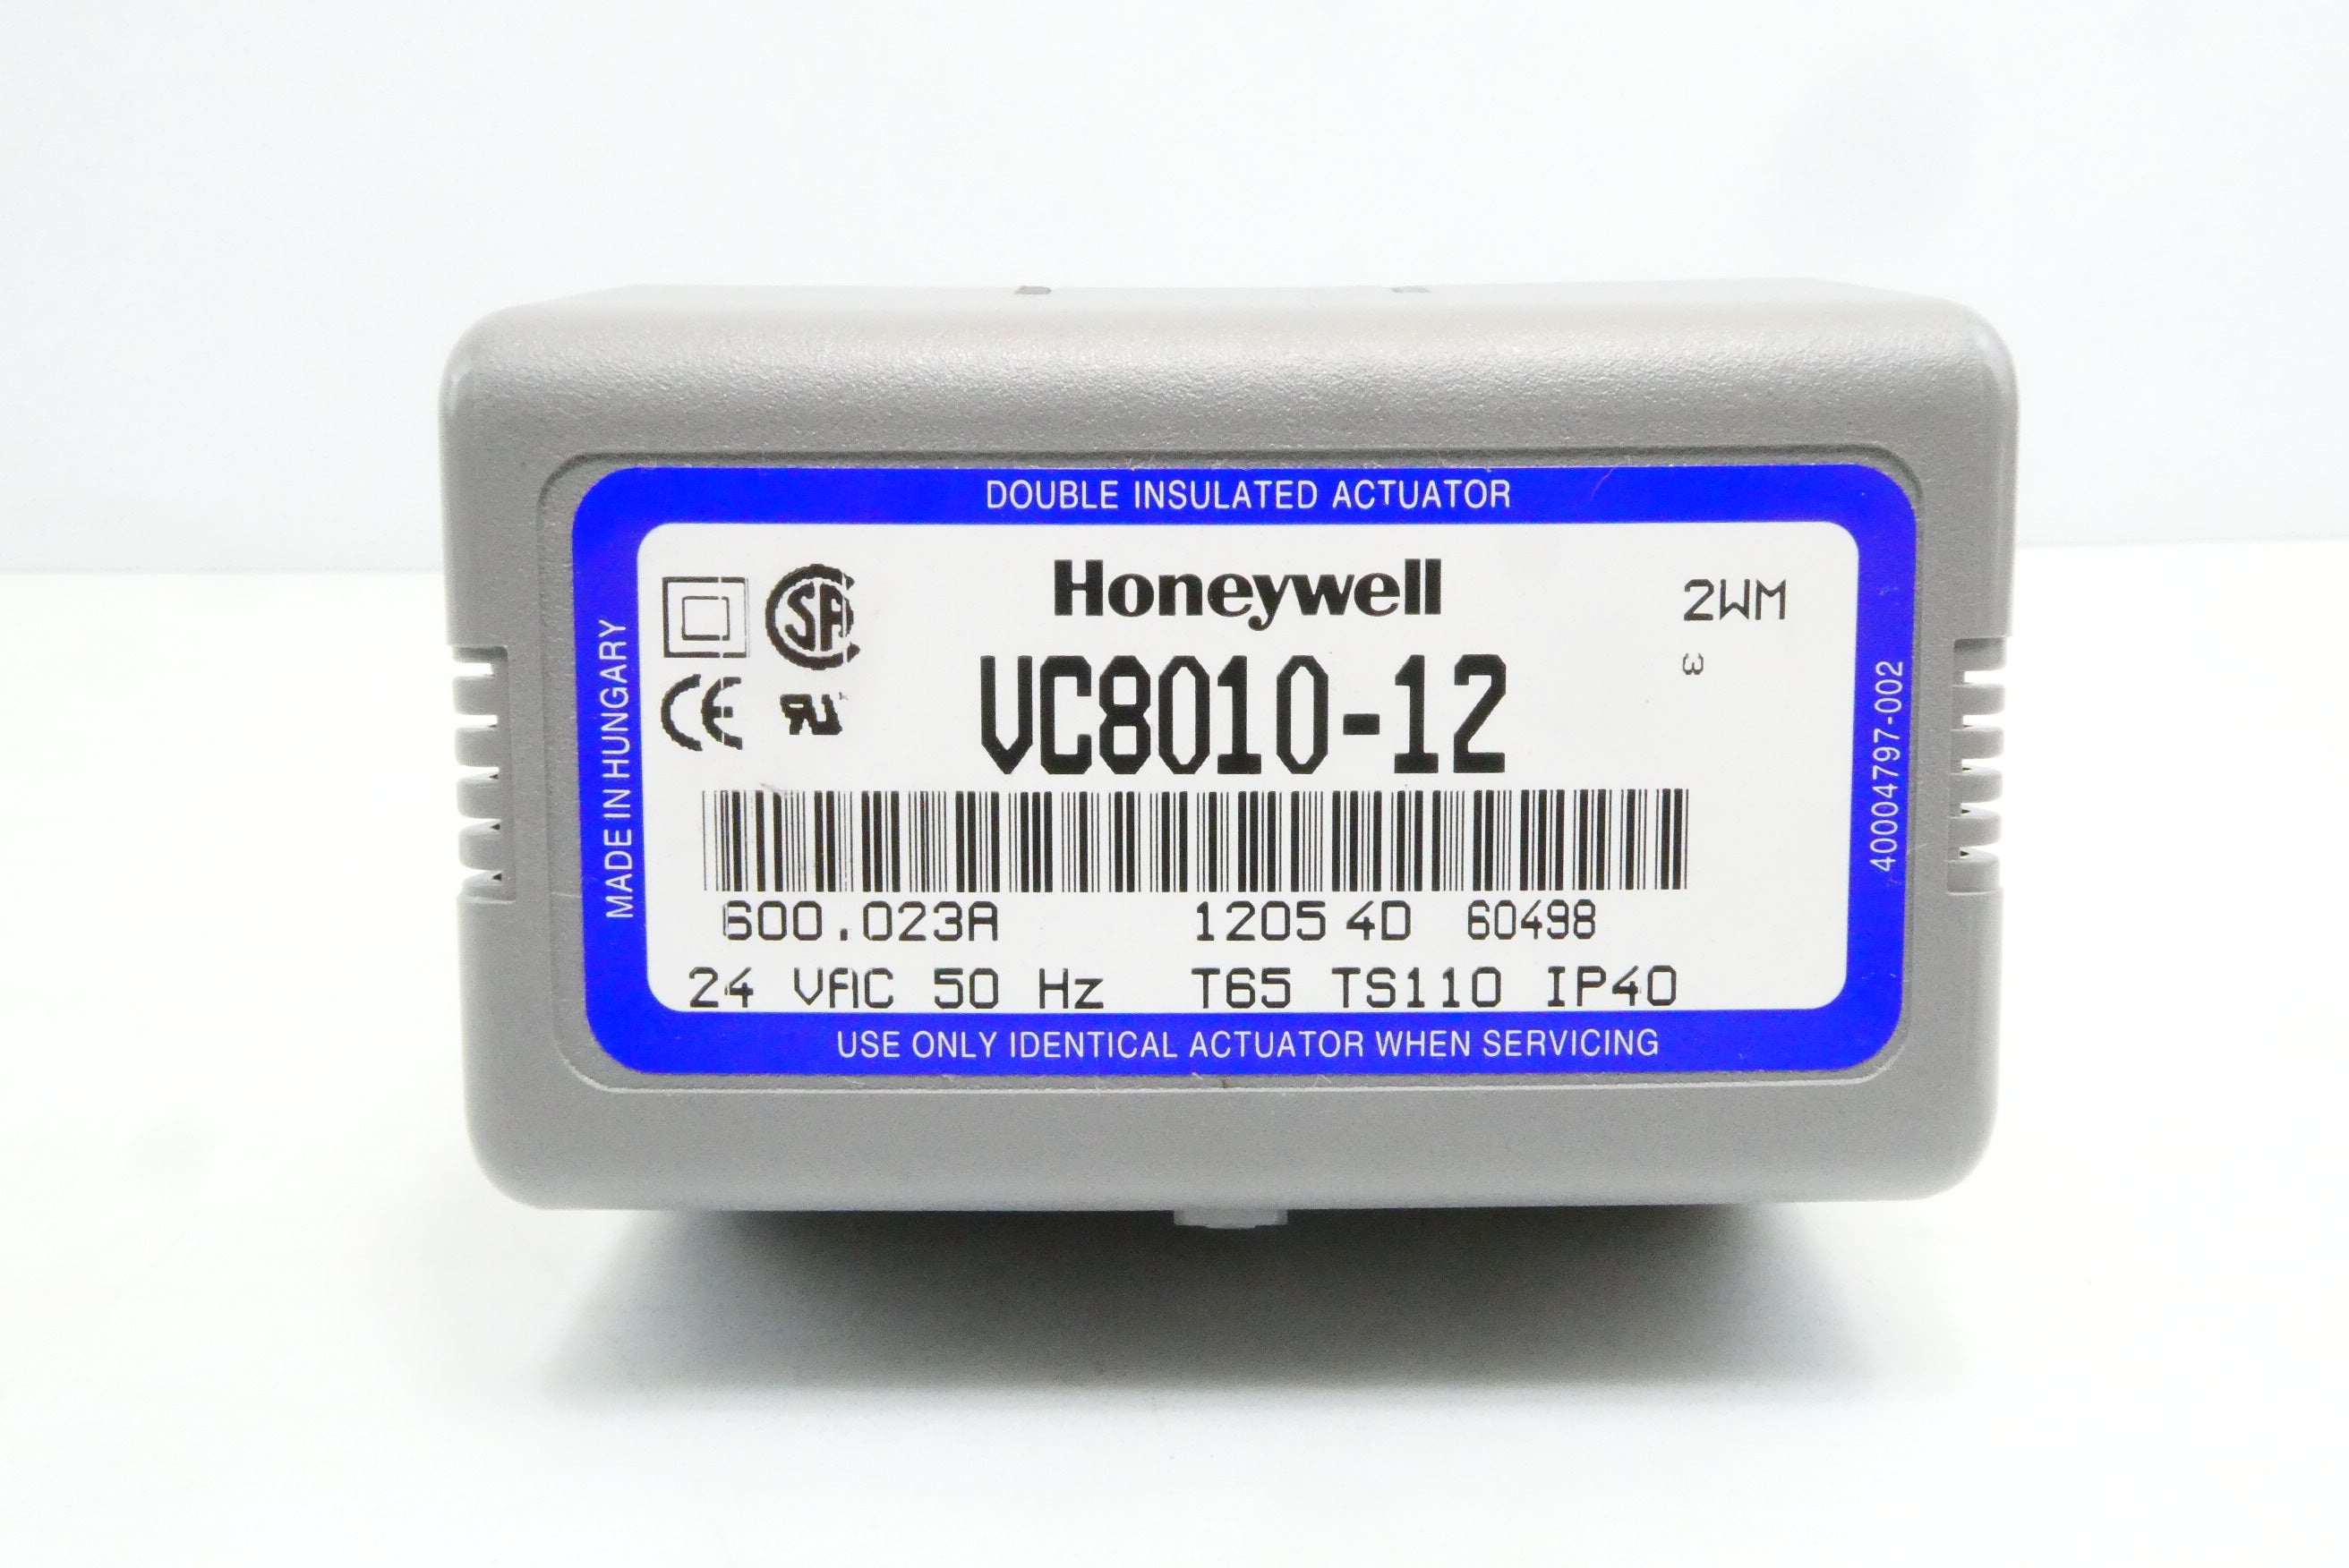 DOUBLE INSULATED ACTUATOR
MADE IN HUNGARY
Honeywell
2WM
3
VC8010-12
40004797-002
600.023A 1205 4D 60498
24 VAC 50 Hz T65 TS110 IP40
USE ONLY IDENTICAL ACTUATOR WHEN SERVICING